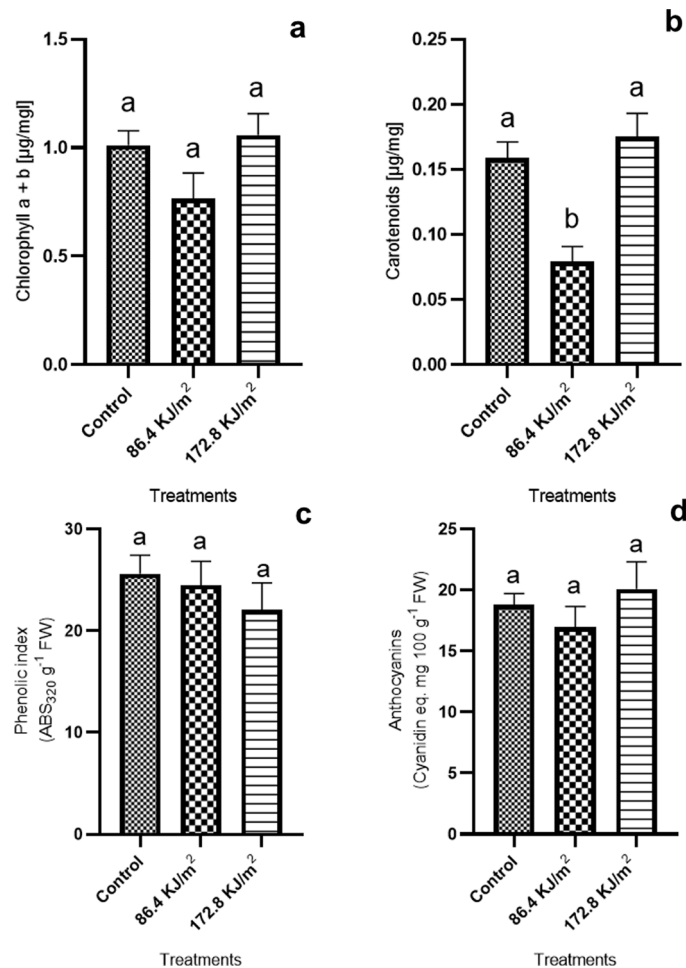 a
1.5
1.0
0.5
0.0
Chlorophyll a + b [µg/mgl]
a
a
a
Control
86.4 KJ/m²
172.8 KJ/m²
Treatments
b
0.25
0.20
0.15
0.10
0.05
0.00
Carotenoids [µg/mg]
a
b
a
Control
86.4 KJ/m²
172.8 KJ/m²
Treatments
c
30
20
10
0
Phenolic index
(ABS₃₂₀ g⁻¹ FW)
a
a
a
Control
86.4 KJ/m²
172.8 KJ/m²
Treatments
d
25
20
15
10
5
0
Anthocyanins
(Cyanidin eq. mg 100 g⁻¹ FW)
a
a
a
Control
86.4 KJ/m²
172.8 KJ/m²
Treatments